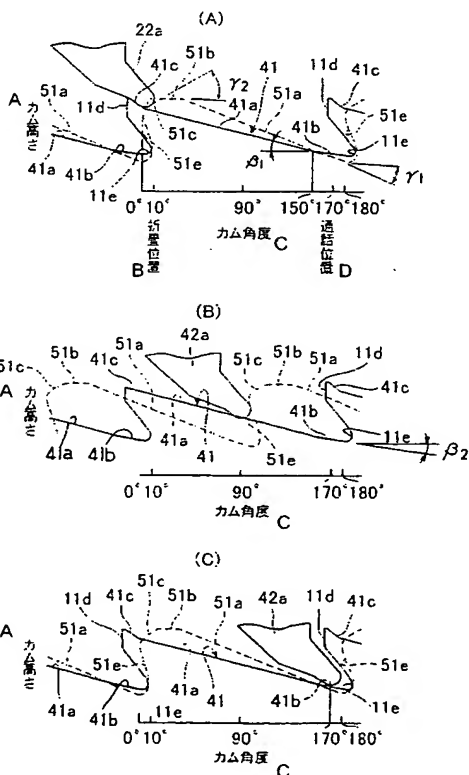 (A)
22a
41c
51b
γ2
41
51a
11d
41c
A
カム高さ
51a
11d
41a
51e
41a
41b
51c
51e
β1
41b
11e
11e
γ1
0° 10°
90°
150°
170° 180°
B
折畳位置
カム角度
C
通話位置
D
(B)
51c
51b
41c
51a
42a
51c
51b
51a
11d
41c
A
カム高さ
41a
41b
41a
41
51e
41b
11e
β2
0° 10°
90°
170° 180°
カム角度
C
(C)
11d
41c
51c
51b
51a
42a
11d
41c
A
カム高さ
51a
51e
51e
41a
41b
11e
41a
41
41b
11e
0° 10°
90°
170° 180°
カム角度
C